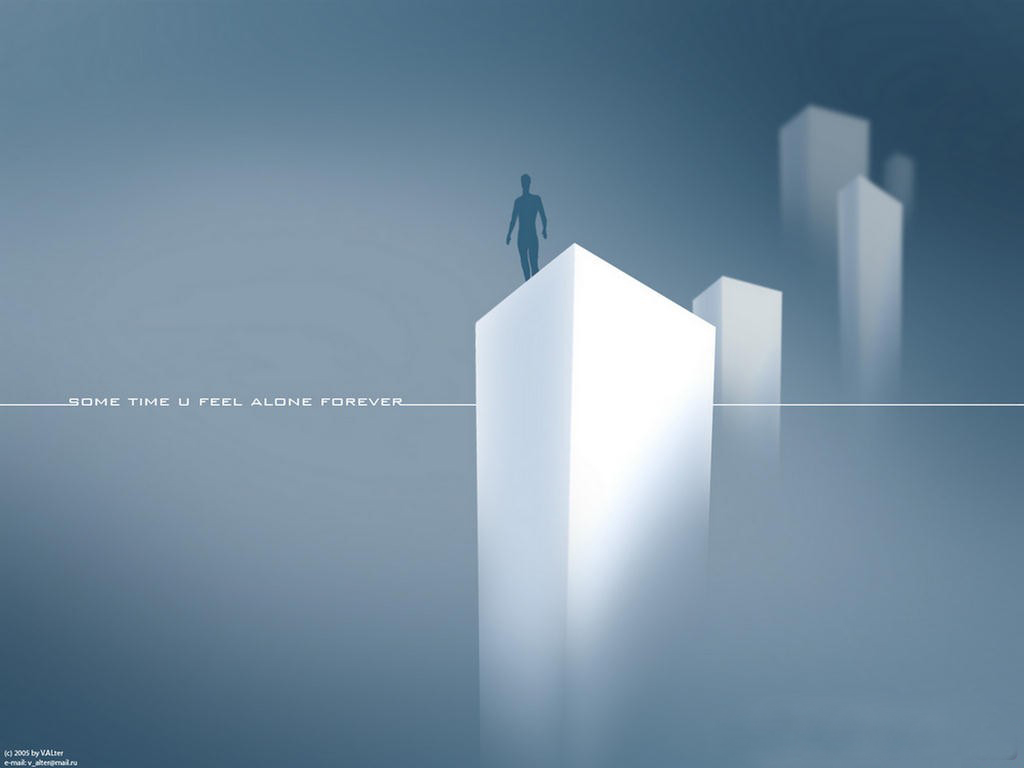 SOME TIME U FEEL ALONE FOREVER
(c) 2005 by V.ALter
e-mail: v_alter@mail.ru